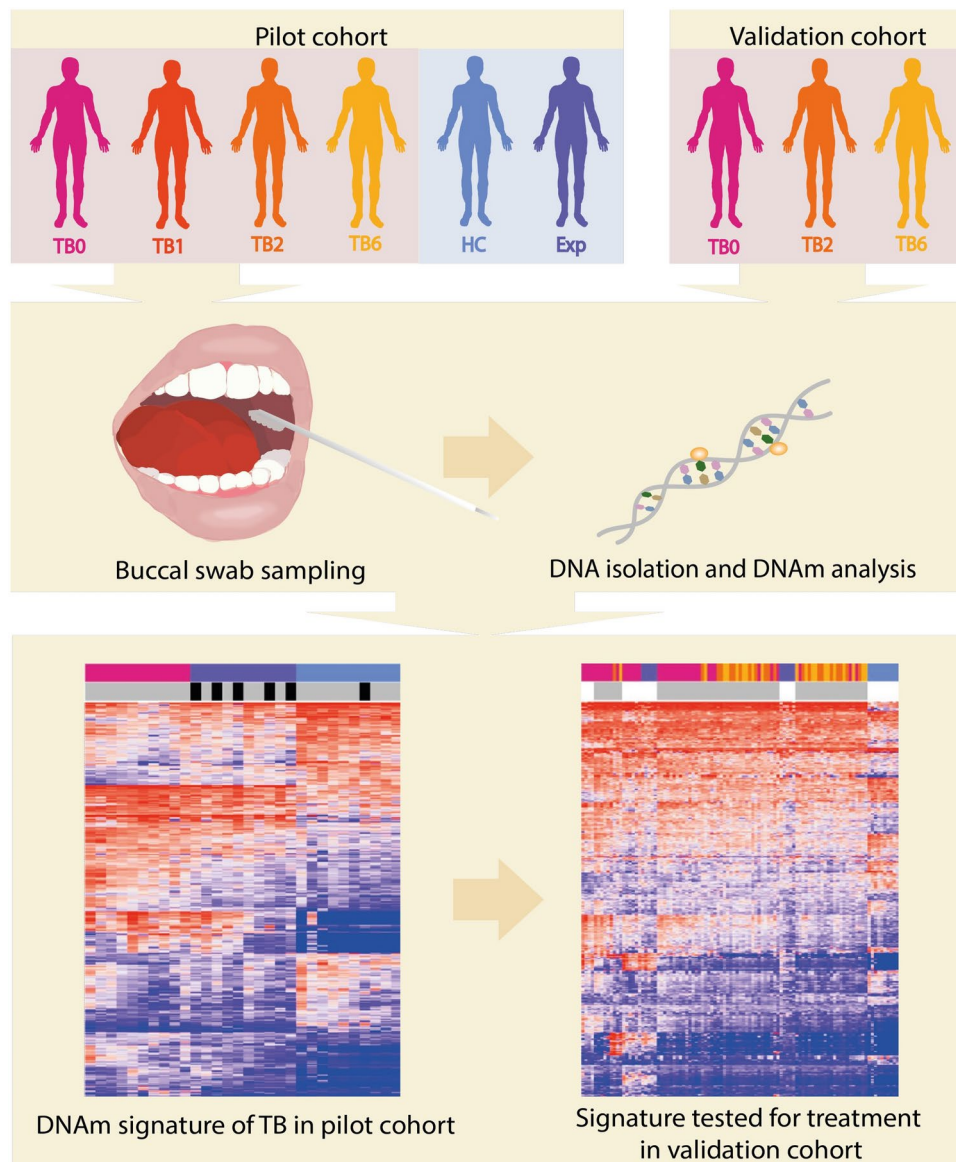 Pilot cohort
Validation cohort
TB0 TB1 TB2 TB6 HC Exp
TB0 TB2 TB6
Buccal swab sampling
DNA isolation and DNAm analysis
DNAm signature of TB in pilot cohort
Signature tested for treatment
in validation cohort